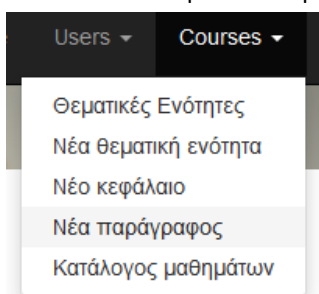 Users Courses
Θεματικές Ενότητες
Νέα θεματική ενότητα
Νέο κεφάλαιο
Νέα παράγραφος
Κατάλογος μαθημάτων